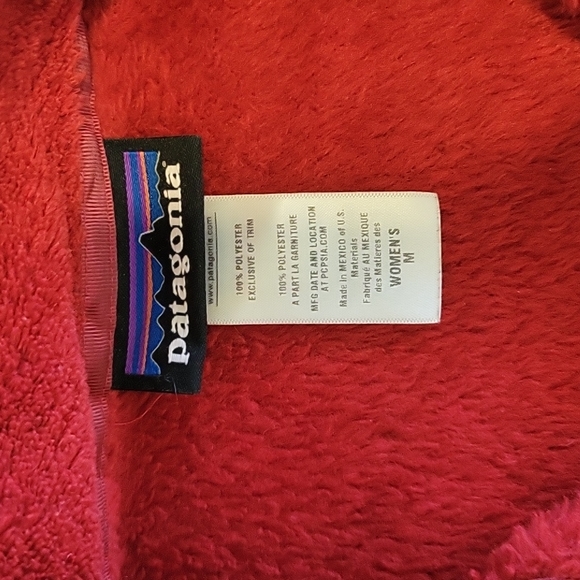 patagonia®
www.patagonia.com
100% POLYESTER
EXCLUSIVE OF TRIM
100% POLYESTER
A PART LA GARNITURE
MFG DATE AND LOCATION
AT PCPSIA.COM
Made in MEXICO of U.S.
Materials
Fabriqué AU MEXIQUE
des Matieres des
WOMEN'S
M